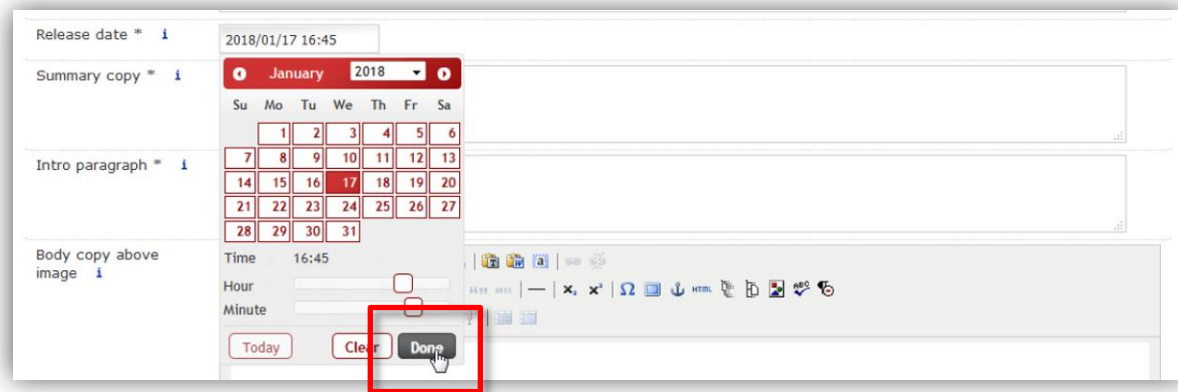 Release date * i
2018/01/17 16:45
Summary copy * i
January 2018
Su Mo Tu We Th Fr Sa
1 2 3 4 5 6
Intro paragraph * i
7 8 9 10 11 12 13
14 15 16 17 18 19 20
21 22 23 24 25 26 27
28 29 30 31
Body copy above
image i
Time 16:45
Hour
Minute
HTML
ABC
Today Clear Done